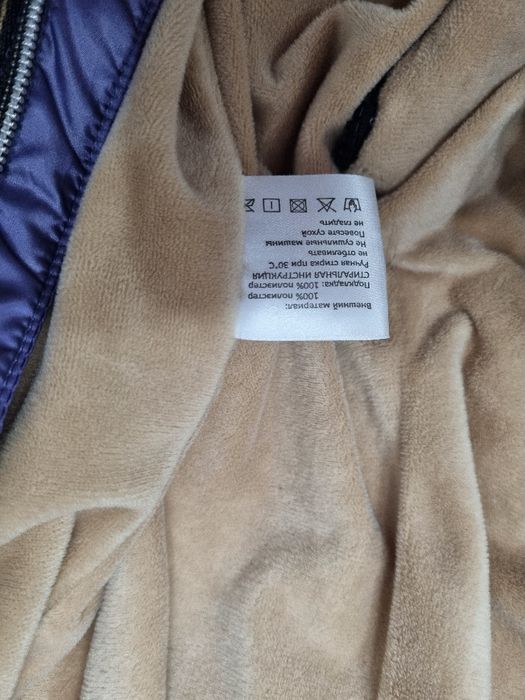 Внешний материал:
100% полиэстер
Подкладка: 100% полиэстер
СТИРАЛЬНАЯ ИНСТРУКЦИЯ
Ручная стирка при 30°C
не отбеливать
Не сушильные машины
Повесьте сухой
не гладить